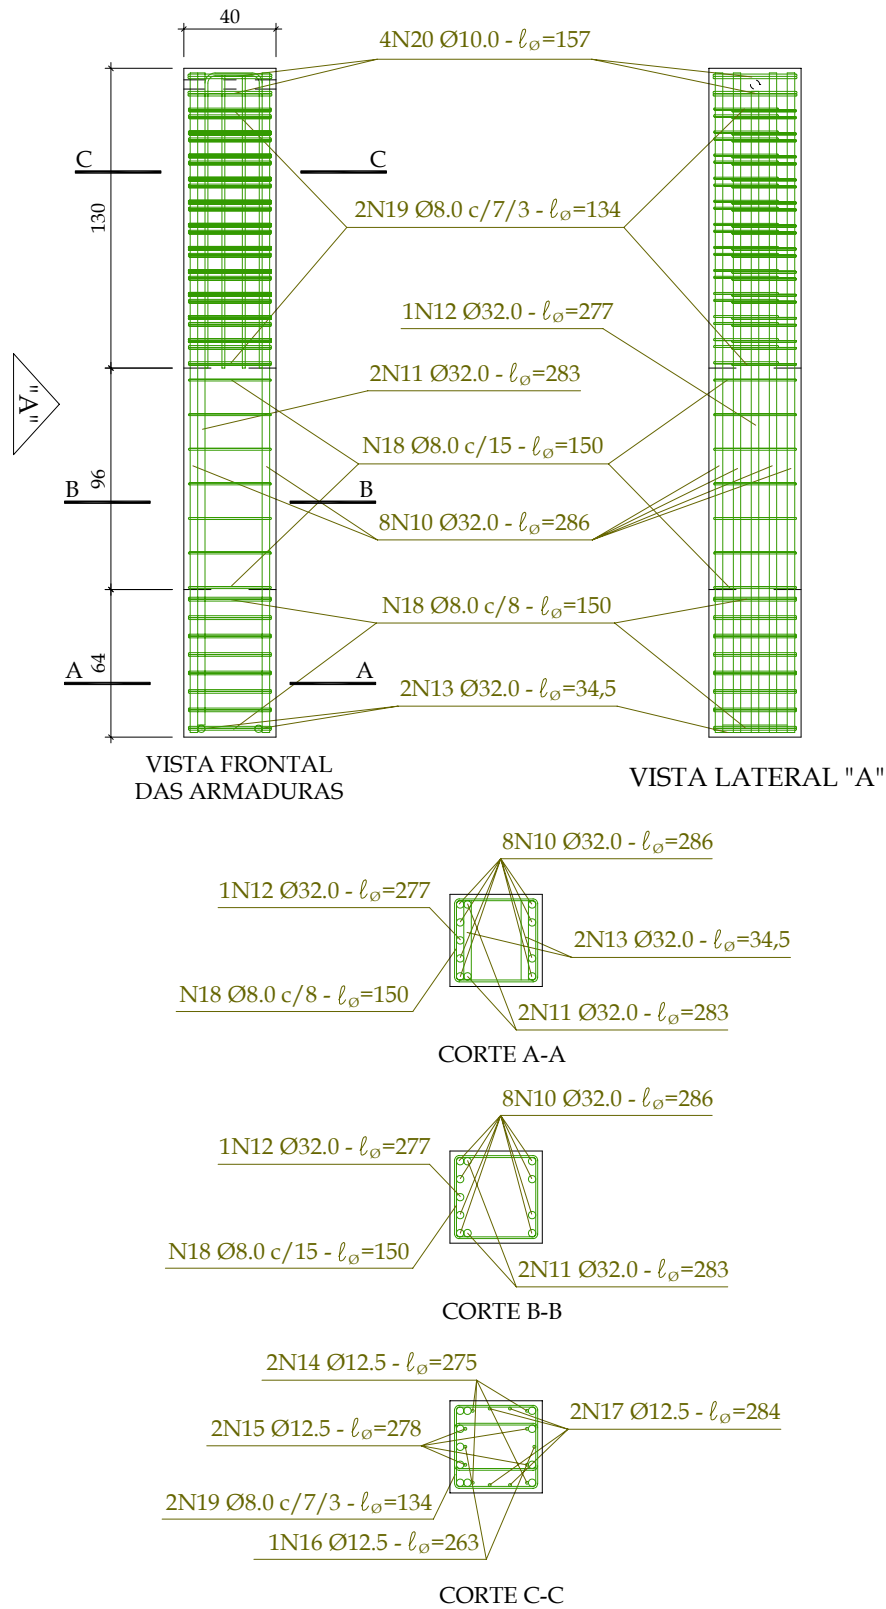 40
4N20 Ø10.0 - ℓø=157
C
C
130
2N19 Ø8.0 c/7/3 - ℓø=134
1N12 Ø32.0 - ℓø=277
2N11 Ø32.0 - ℓø=283
"A"
N18 Ø8.0 c/15 - ℓø=150
96
B
B
8N10 Ø32.0 - ℓø=286
N18 Ø8.0 c/8 - ℓø=150
64
A
A
2N13 Ø32.0 - ℓø=34,5
VISTA FRONTAL
DAS ARMADURAS
VISTA LATERAL "A"
8N10 Ø32.0 - ℓø=286
1N12 Ø32.0 - ℓø=277
2N13 Ø32.0 - ℓø=34,5
N18 Ø8.0 c/8 - ℓø=150
2N11 Ø32.0 - ℓø=283
CORTE A-A
8N10 Ø32.0 - ℓø=286
1N12 Ø32.0 - ℓø=277
N18 Ø8.0 c/15 - ℓø=150
2N11 Ø32.0 - ℓø=283
CORTE B-B
2N14 Ø12.5 - ℓø=275
2N17 Ø12.5 - ℓø=284
2N15 Ø12.5 - ℓø=278
2N19 Ø8.0 c/7/3 - ℓø=134
1N16 Ø12.5 - ℓø=263
CORTE C-C